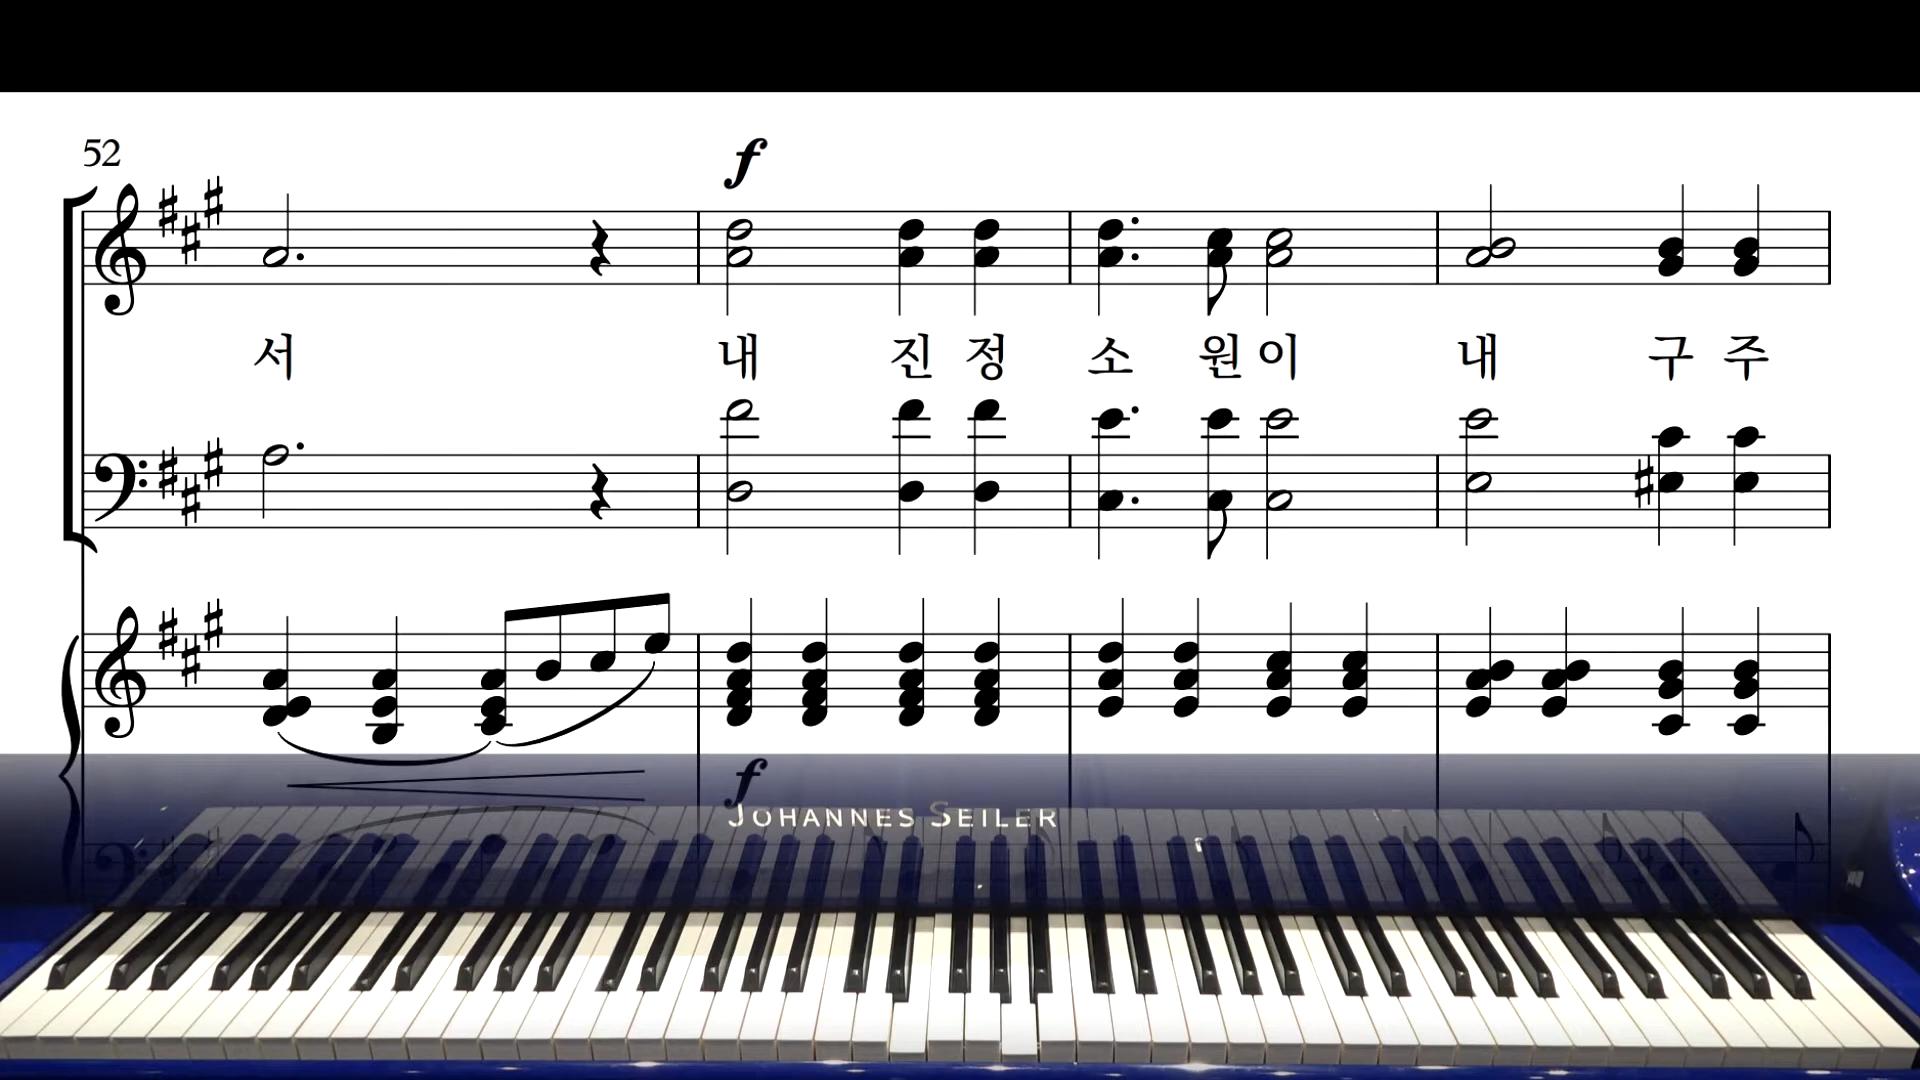 52
f
서 내 진 정 소 원 이 내 구 주
f
JOHANNES SEILER